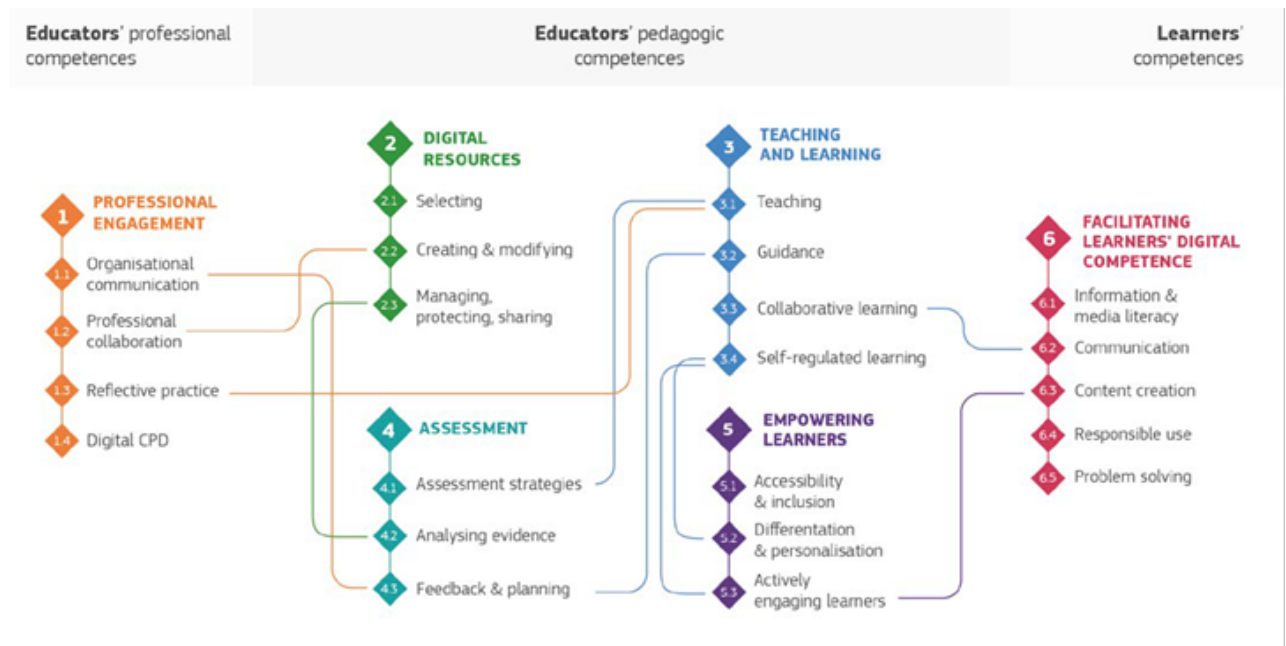 Educators' professional
competences
Educators' pedagogic
competences
Learners'
competences
1
PROFESSIONAL
ENGAGEMENT
1.1
Organisational
communication
1.2
Professional
collaboration
1.3
Reflective practice
1.4
Digital CPD
2
DIGITAL
RESOURCES
2.1
Selecting
2.2
Creating & modifying
2.3
Managing,
protecting, sharing
4
ASSESSMENT
4.1
Assessment strategies
4.2
Analysing evidence
4.3
Feedback & planning
3
TEACHING
AND LEARNING
3.1
Teaching
3.2
Guidance
3.3
Collaborative learning
3.4
Self-regulated learning
5
EMPOWERING
LEARNERS
5.1
Accessibility
& inclusion
5.2
Differentation
& personalisation
5.3
Actively
engaging learners
6
FACILITATING
LEARNERS' DIGITAL
COMPETENCE
6.1
Information &
media literacy
6.2
Communication
6.3
Content creation
6.4
Responsible use
6.5
Problem solving